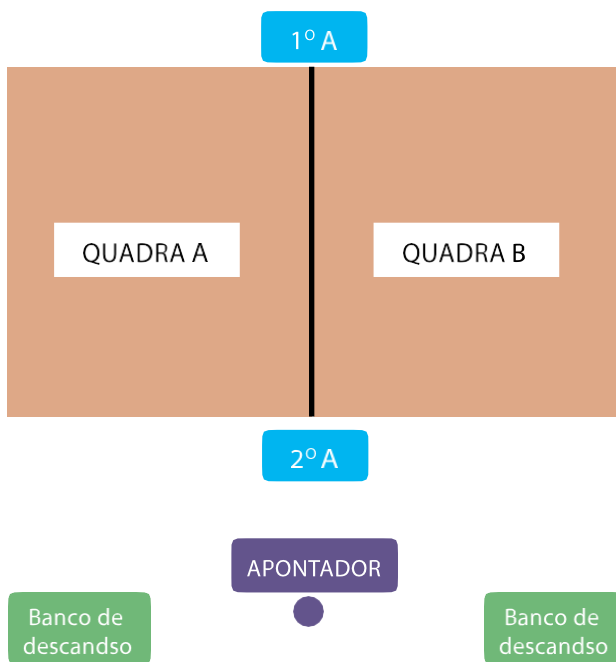 1º A
QUADRA A
QUADRA B
2º A
APONTADOR
Banco de
descandso
Banco de
descandso